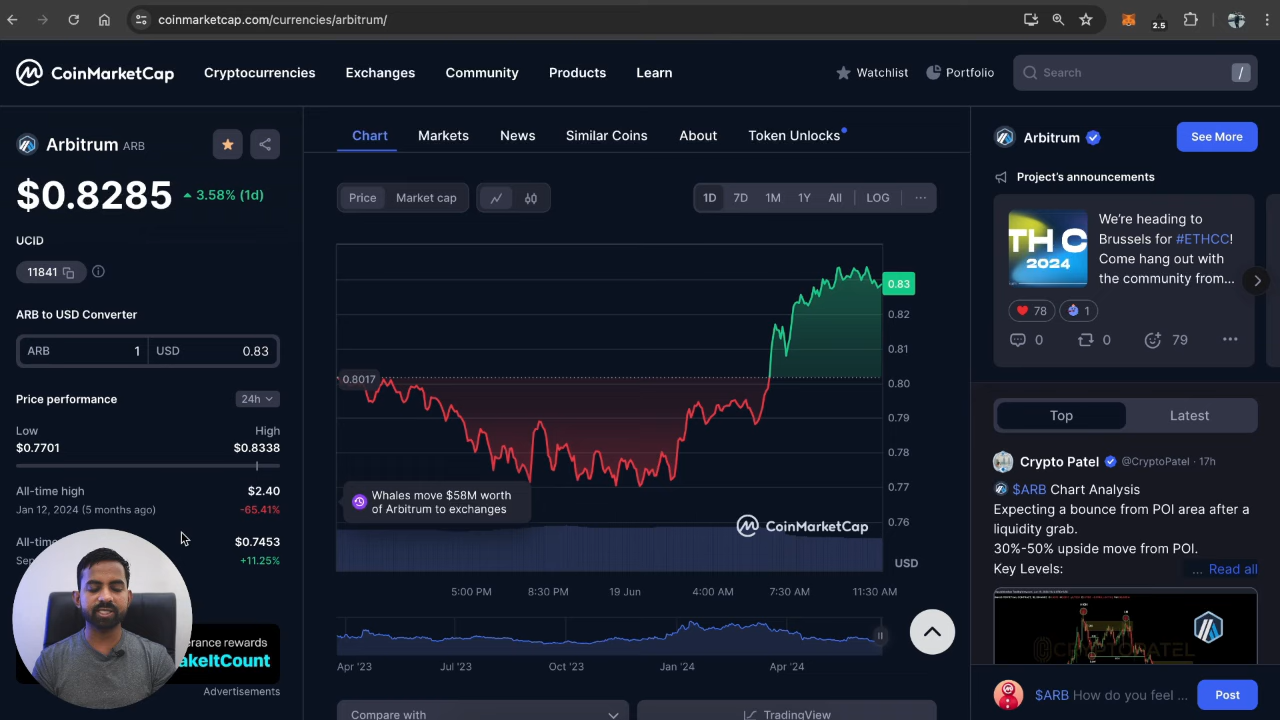 coinmarketcap.com/currencies/arbitrum/
2.5
CoinMarketCap
Cryptocurrencies
Exchanges
Community
Products
Learn
Watchlist
Portfolio
Search
/
Arbitrum ARB
$0.8285 3.58% (1d)
UCID
11841
ARB to USD Converter
ARB 1 USD 0.83
Price performance 24h
Low High
$0.7701 $0.8338
All-time high $2.40
Jan 12, 2024 (5 months ago) -65.41%
All-time $0.7453
+11.25%
rewards
Advertisements
Chart
Markets
News
Similar Coins
About
Token Unlocks
Price
Market cap
1D
7D
1M
1Y
All
LOG
0.8017
0.83
0.82
0.81
0.80
0.79
0.78
0.77
0.76
USD
Whales move $58M worth
of Arbitrum to exchanges
CoinMarketCap
5:00 PM
8:30 PM
19 Jun
4:00 AM
7:30 AM
11:30 AM
Apr '23
Jul '23
Oct '23
Jan '24
Apr '24
Compare with
TradingView
Arbitrum
See More
Project's announcements
TH C
2024
We're heading to
Brussels for #ETHCC!
Come hang out with
the community from...
78
1
0
0
79
Top
Latest
Crypto Patel @CryptoPatel · 17h
$ARB Chart Analysis
Expecting a bounce from POI area after a
liquidity grab.
30%-50% upside move from POI.
Key Levels:
... Read all
CRYPTOPATEL
$ARB How do you feel ...
Post